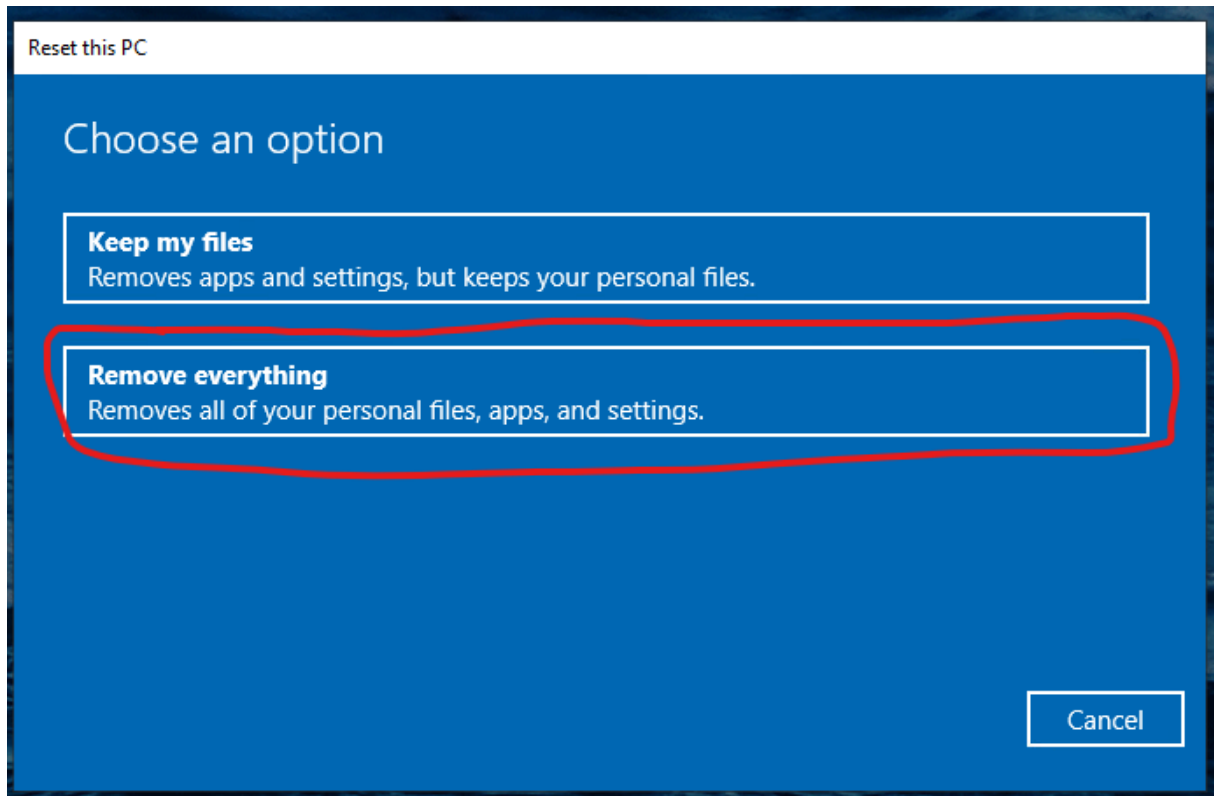 Reset this PC
Choose an option
Keep my files
Removes apps and settings, but keeps your personal files.
Remove everything
Removes all of your personal files, apps, and settings.
Cancel